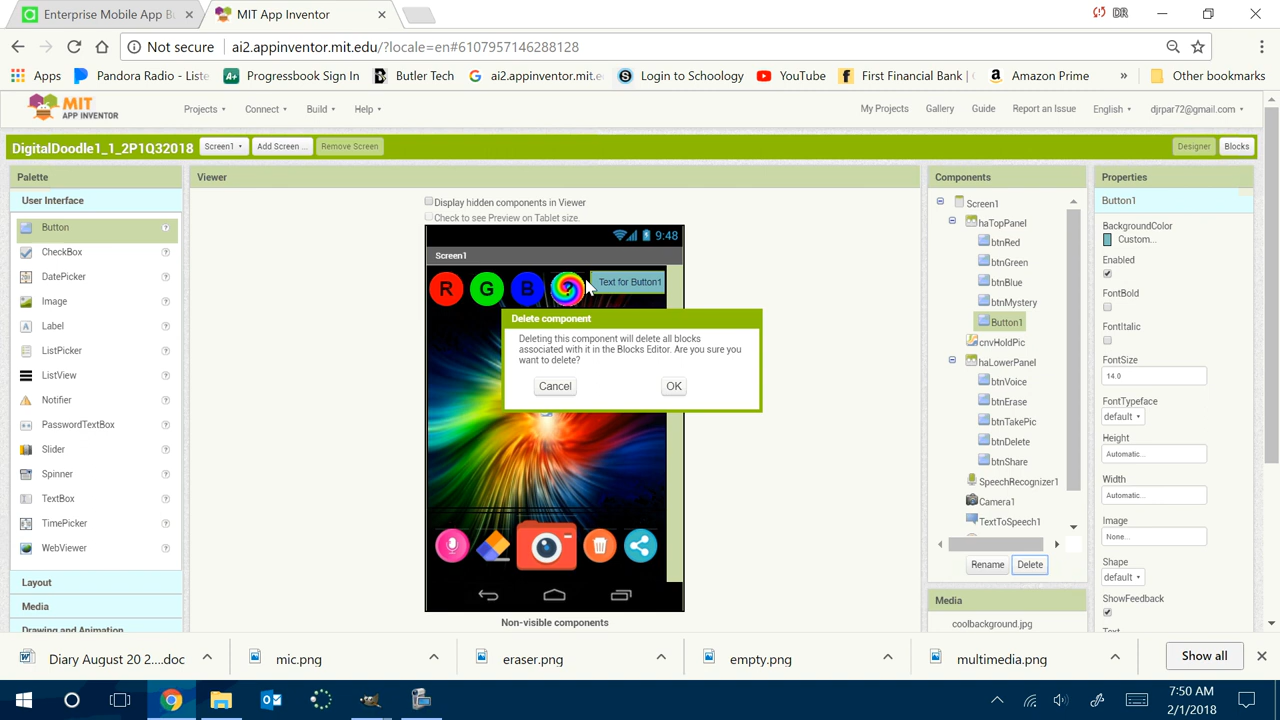 Enterprise Mobile App Bu
MIT App Inventor
DR
Not secure
ai2.appinventor.mit.edu/?locale=en#6107957146288128
Apps
Pandora Radio - Liste
Progressbook Sign In
Butler Tech
ai2.appinventor.mit.e
Login to Schoology
YouTube
First Financial Bank |
Amazon Prime
»
Other bookmarks
MIT
APP INVENTOR
Projects
Connect
Build
Help
My Projects
Gallery
Guide
Report an Issue
English
djrpar72@gmail.com
DigitalDoodle1_1_2P1Q32018
Screen1
Add Screen ...
Remove Screen
Designer
Blocks
Palette
User Interface
Button
CheckBox
DatePicker
Image
Label
ListPicker
ListView
Notifier
PasswordTextBox
Slider
Spinner
TextBox
TimePicker
WebViewer
Layout
Media
Drawing and Animation
Viewer
Display hidden components in Viewer
Check to see Preview on Tablet size.
9:48
Screen1
R
G
B
?
Text for Button1
Delete component
Deleting this component will delete all blocks
associated with it in the Blocks Editor. Are you sure you
want to delete?
Cancel
OK
Non-visible components
Components
Screen1
haTopPanel
btnRed
btnGreen
btnBlue
btnMystery
Button1
cnvHoldPic
haLowerPanel
btnVoice
btnErase
btnTakePic
btnDelete
btnShare
SpeechRecognizer1
Camera1
TextToSpeech1
Rename
Delete
Media
coolbackground.jpg
Properties
Button1
BackgroundColor
Custom...
Enabled
FontBold
FontItalic
FontSize
14.0
FontTypeface
default
Height
Automatic...
Width
Automatic...
Image
None...
Shape
default
ShowFeedback
Text
Diary August 20 2....doc
mic.png
eraser.png
empty.png
multimedia.png
Show all
7:50 AM
2/1/2018